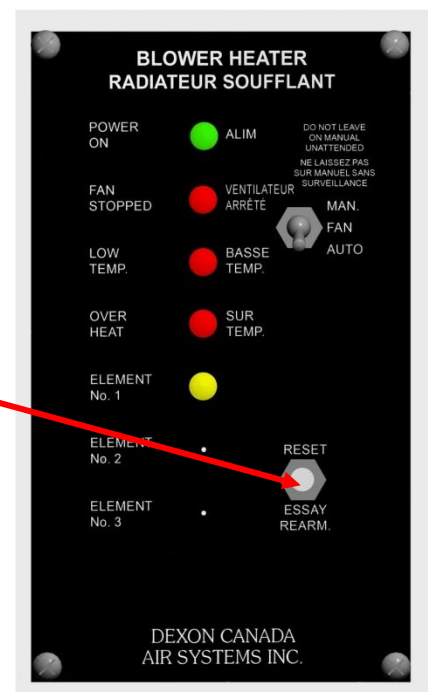 BLOWER HEATER
RADIATEUR SOUFFLANT
POWER
ON
ALIM
DO NOT LEAVE
ON MANUAL
UNATTENDED
NE LAISSEZ PAS
SUR MANUEL SANS
SURVEILLANCE
FAN
STOPPED
VENTILATEUR
ARRÊTÉ
MAN.
FAN
AUTO
LOW
TEMP.
BASSE
TEMP.
OVER
HEAT
SUR
TEMP.
ELEMENT
No. 1
ELEMENT
No. 2
RESET
ESSAY
REARM.
ELEMENT
No. 3
DEXON CANADA
AIR SYSTEMS INC.